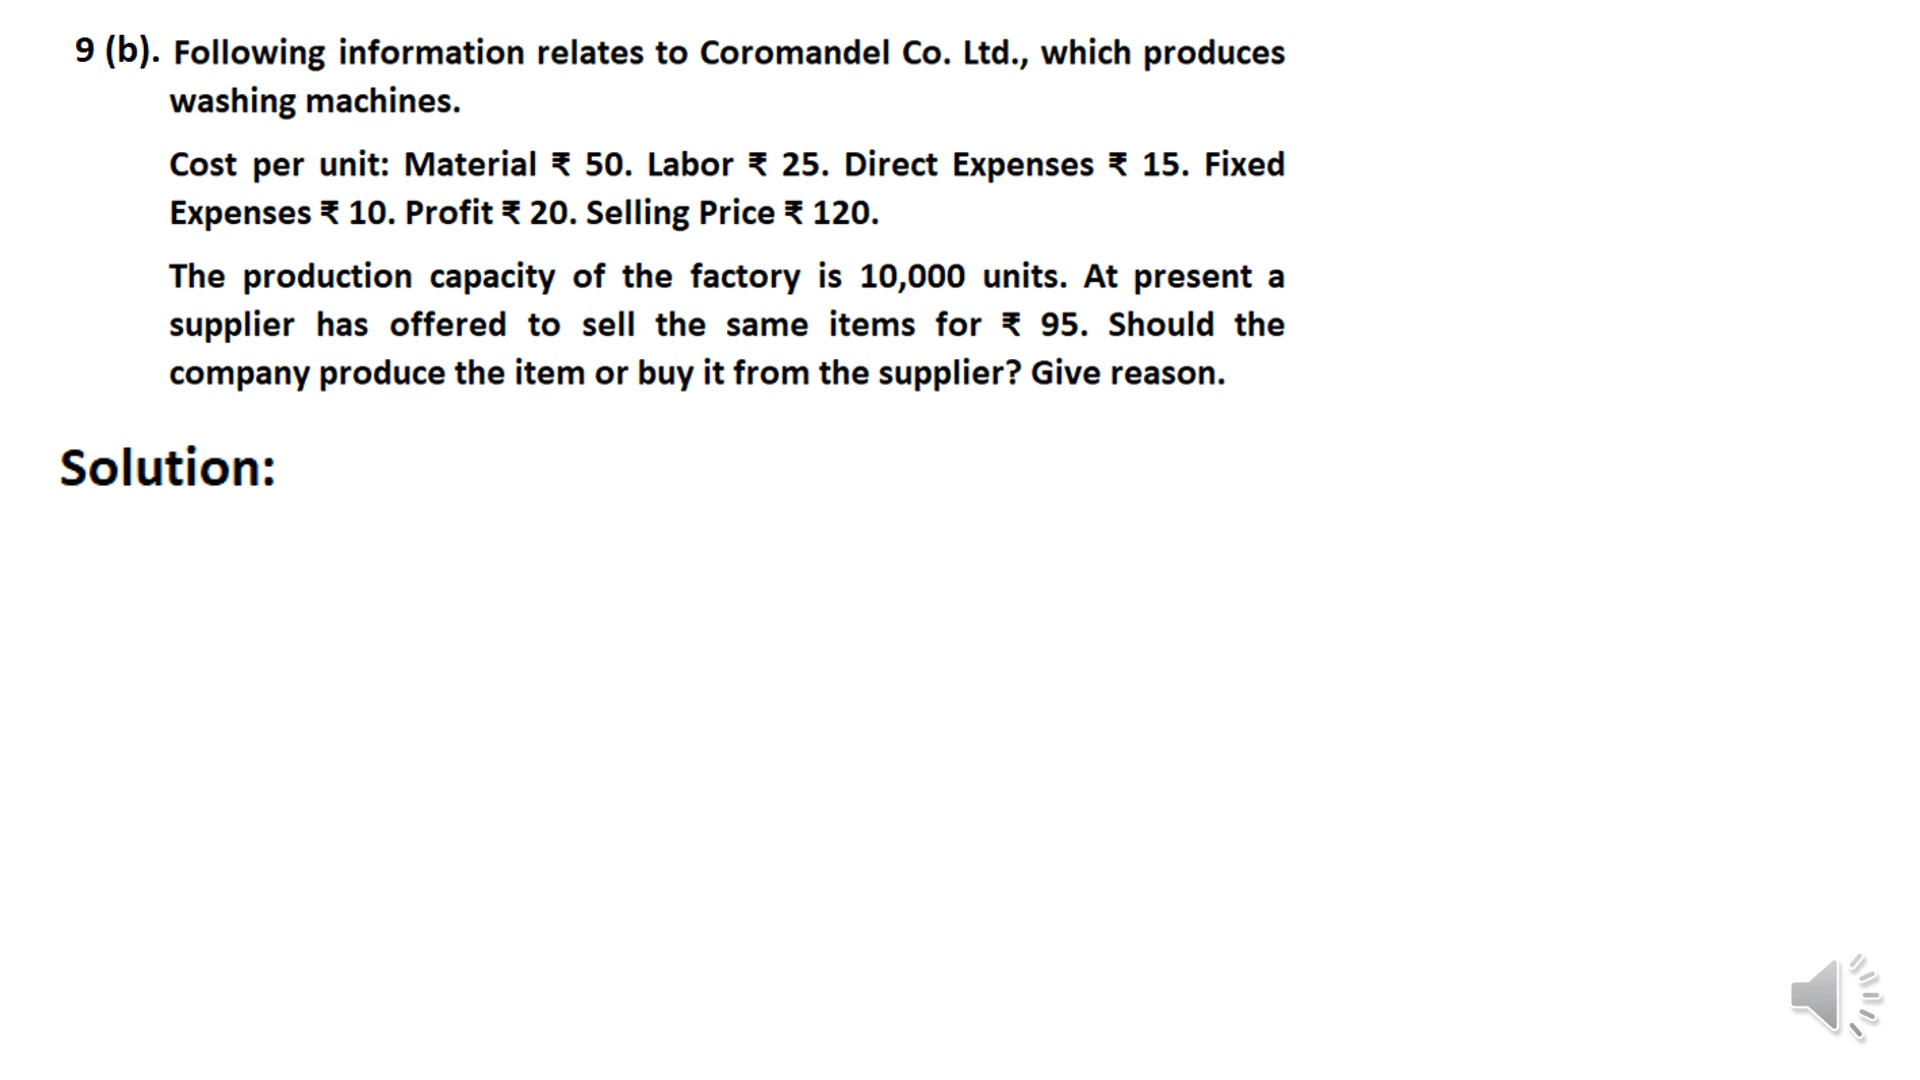 9 (b). Following information relates to Coromandel Co. Ltd., which produces
washing machines.
Cost per unit: Material ₹ 50. Labor ₹ 25. Direct Expenses ₹ 15. Fixed
Expenses ₹ 10. Profit ₹ 20. Selling Price ₹ 120.
The production capacity of the factory is 10,000 units. At present a
supplier has offered to sell the same items for ₹ 95. Should the
company produce the item or buy it from the supplier? Give reason.
Solution: